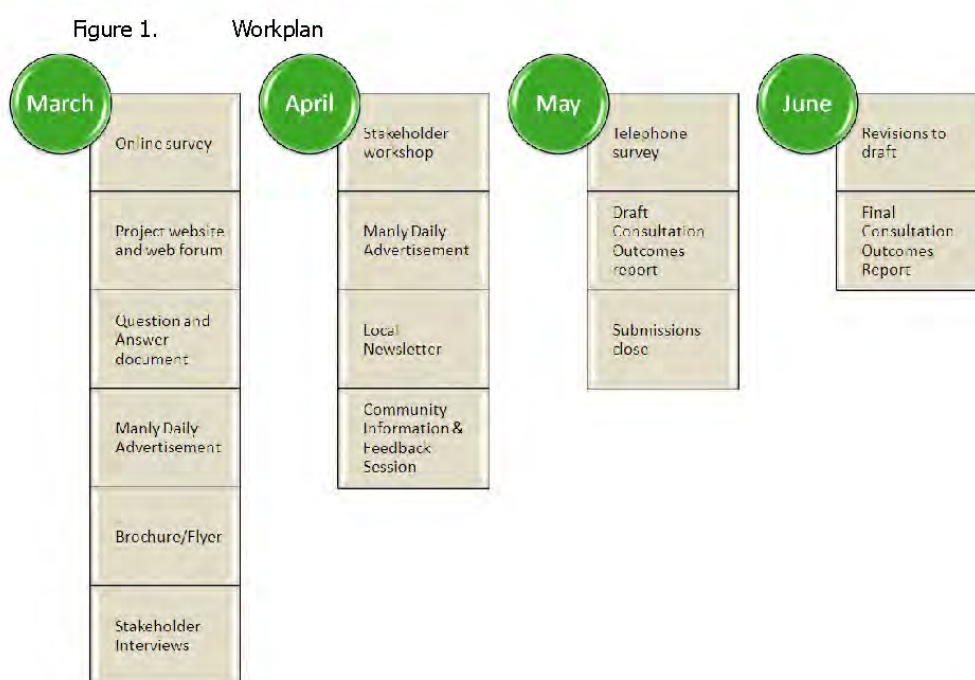 Figure 1. Workplan
March
Online survey
Project website
and web forum
Question and
Answer
document
Manly Daily
Advertisement
Brochure/Flyer
Stakeholder
Interviews
April
Stakeholder
workshop
Manly Daily
Advertisement
Local
Newsletter
Community
Information &
Feedback
Session
May
Telephone
survey
Draft
Consultation
Outcomes
report
Submissions
close
June
Revisions to
draft
Final
Consultation
Outcomes
Report